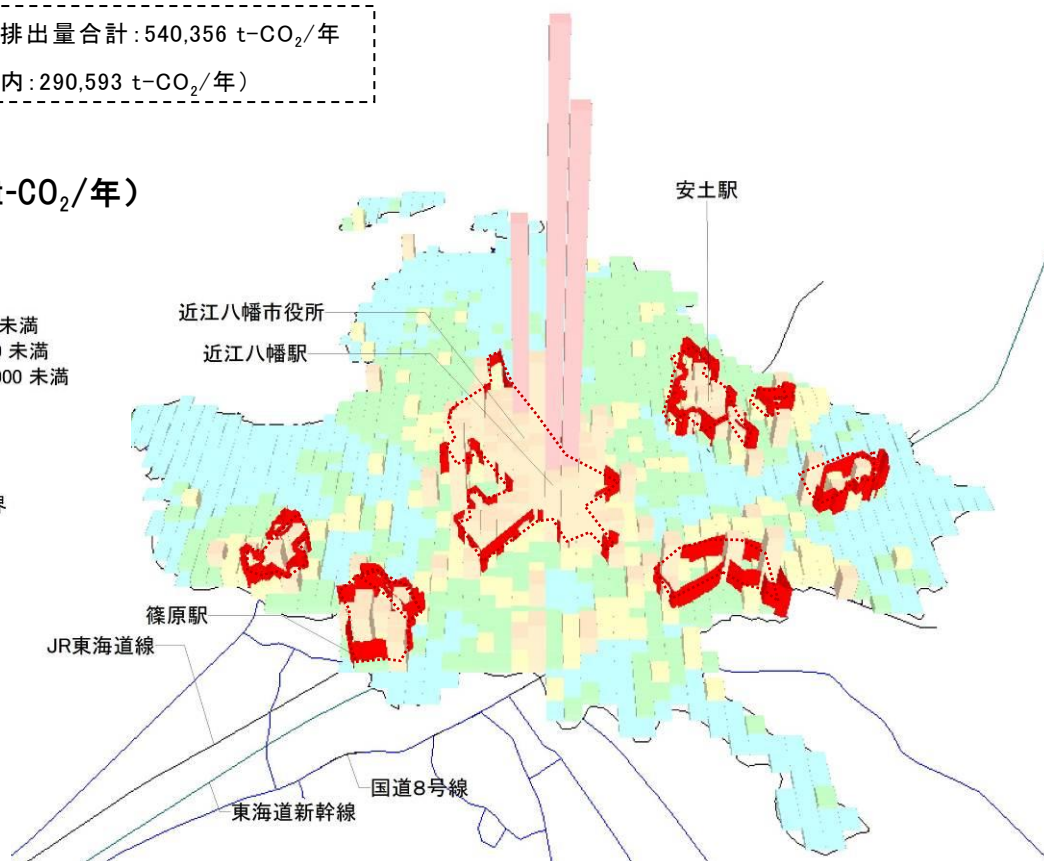 排出量合計:540,356 t-CO₂/年
内:290,593 t-CO₂/年)
-CO₂/年)
安土駅
近江八幡市役所
近江八幡駅
未満
未満
000 未満
界
篠原駅
JR東海道線
国道8号線
東海道新幹線